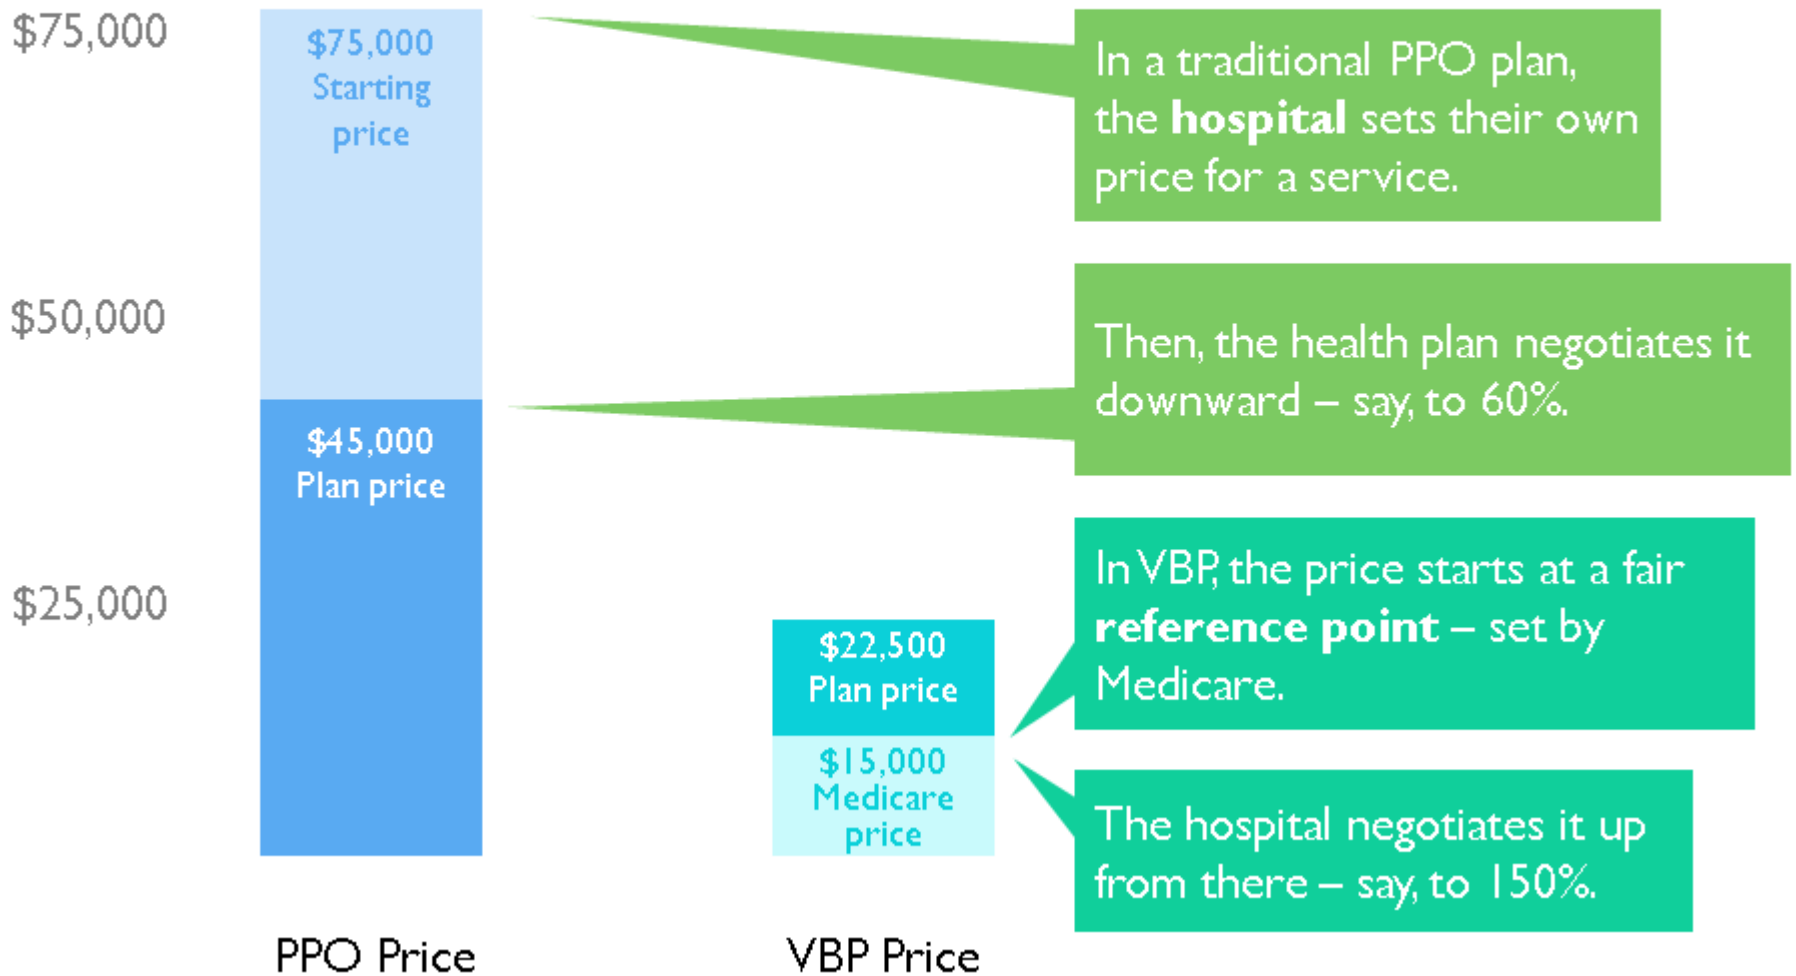 $75,000
$50,000
$25,000
$75,000
Starting
price
$45,000
Plan price
$22,500
Plan price
$15,000
Medicare
price
PPO Price
VBP Price
In a traditional PPO plan,
the hospital sets their own
price for a service.
Then, the health plan negotiates it
downward – say, to 60%.
In VBP, the price starts at a fair
reference point – set by
Medicare.
The hospital negotiates it up
from there – say, to 150%.